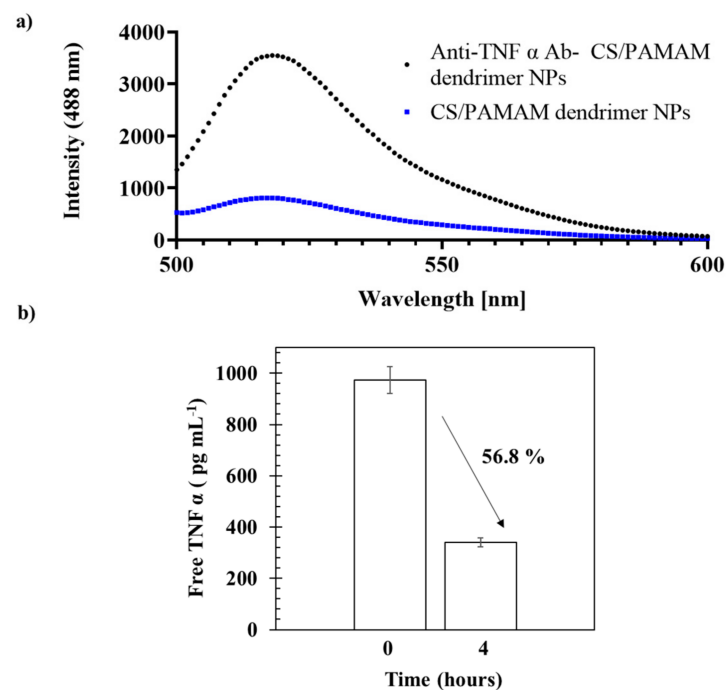 a)
4000
3000
2000
1000
0
Intensity (488 nm)
Anti-TNF α Ab- CS/PAMAM
dendrimer NPs
CS/PAMAM dendrimer NPs
500
550
600
Wavelength [nm]
b)
1000
800
600
400
200
0
Free TNF α ( pg mL⁻¹)
56.8 %
0
4
Time (hours)